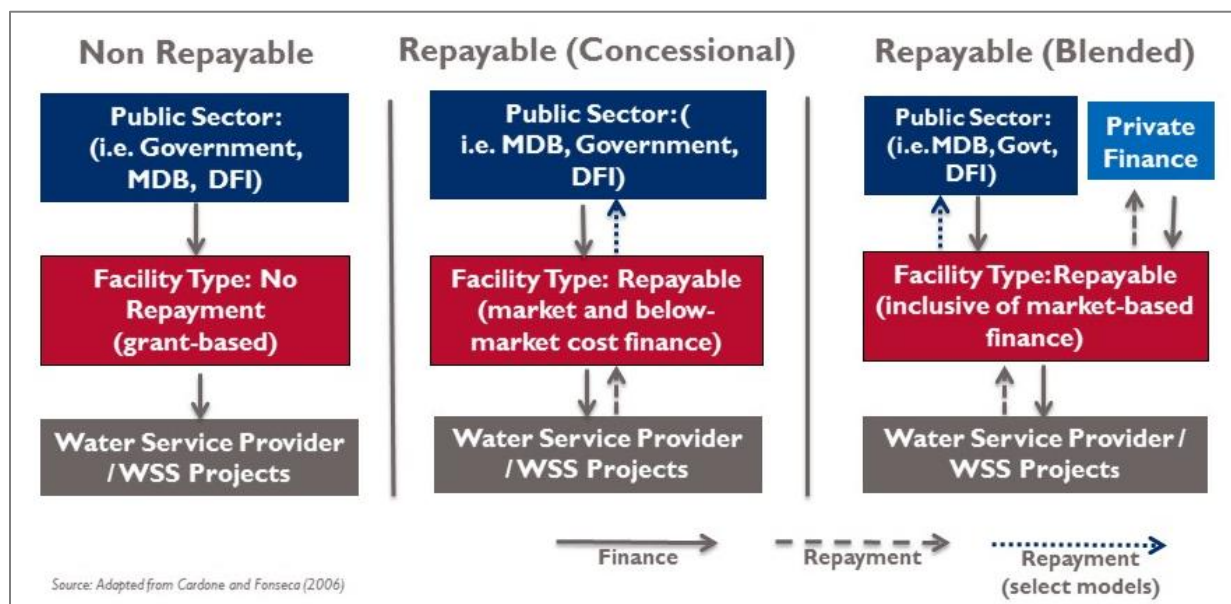 Non Repayable
Public Sector:
(i.e. Government,
MDB, DFI)
Facility Type: No
Repayment
(grant-based)
Water Service Provider
/ WSS Projects
Repayable (Concessional)
Public Sector: (
i.e. MDB, Government,
DFI)
Facility Type: Repayable
(market and below-
market cost finance)
Water Service Provider
/ WSS Projects
Repayable (Blended)
Public Sector:
(i.e. MDB, Govt,
DFI)
Private
Finance
Facility Type: Repayable
(inclusive of market-based
finance)
Water Service Provider /
WSS Projects
Finance
Repayment
Repayment
(select models)
Source: Adapted from Cardone and Fonseca (2006)